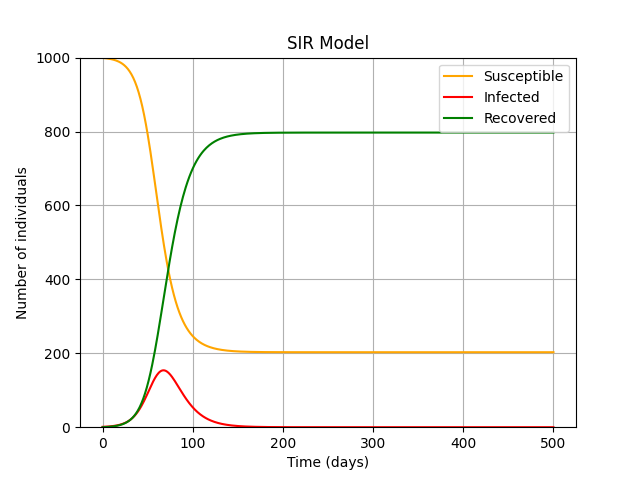 SIR Model
Number of individuals
1000
800
600
400
200
0
Susceptible
Infected
Recovered
0 100 200 300 400 500
Time (days)